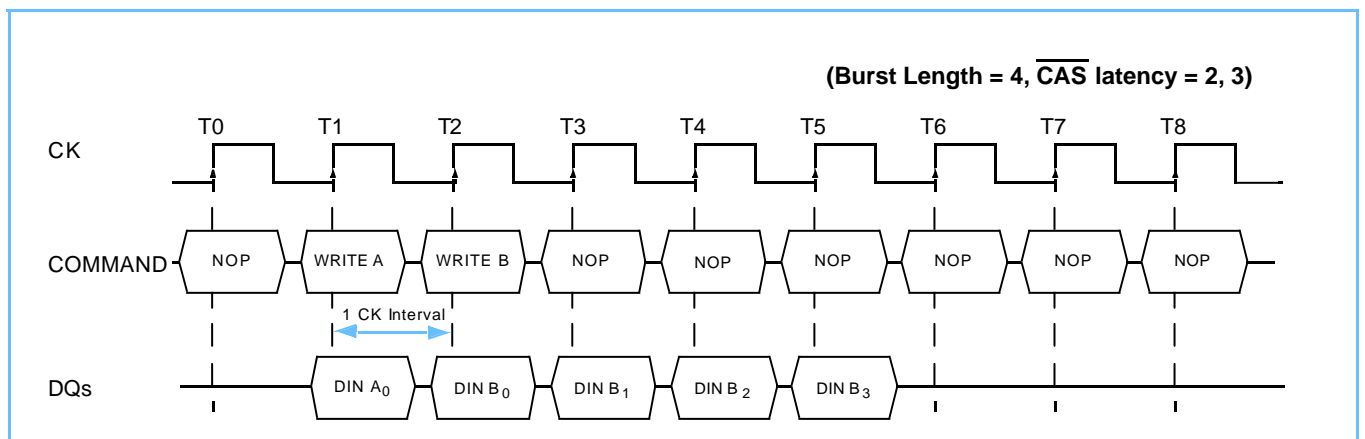 (Burst Length = 4, CAS latency = 2, 3)
T0 T1 T2 T3 T4 T5 T6 T7 T8
CK
COMMAND NOP WRITE A WRITE B NOP NOP NOP NOP NOP NOP
1 CK Interval
DQs DIN A0 DIN B0 DIN B1 DIN B2 DIN B3